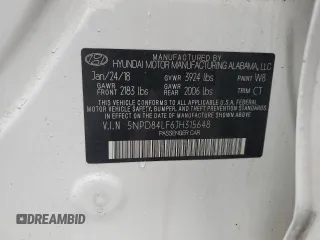 MANUFACTURED BY
HYUNDAI MOTOR MANUFACTURING ALABAMA, LLC
Jan/24/18 GVWR 3924 lbs PAINT W8
GAWR FRONT 2183 lbs GAWR REAR 2006 lbs TRIM CT
THIS VEHICLE CONFORMS TO ALL APPLICABLE U.S.A. FEDERAL
MOTOR VEHICLE SAFETY, BUMPER, AND THEFT PREVENTION
STANDARDS IN EFFECT ON THE DATE OF MANUFACTURE SHOWN ABOVE.
V.I.N 5NPD84LF6JH315648
PASSENGER CAR
© BIDSTAT